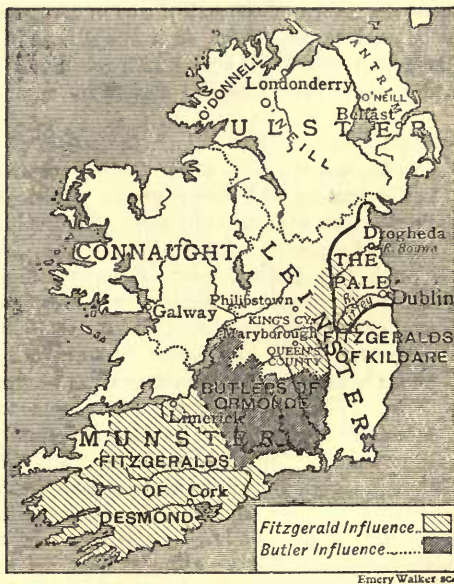 O'DONNELL
Londonderry
ANTRIM
O'NEILL
Belfast
O'NEILL
ULSTER
CONNAUGHT
Drogheda
R. Boyne
THE
PALE
Dublin
R.
Liffey
LEINSTER
Philipstown
Galway
KING'S CY.
Maryborough
QUEEN'S
COUNTY
FITZGERALDS
OF KILDARE
BUTLERS OF
ORMONDE
Limerick
MUNSTER
FITZGERALDS
OF
Cork
DESMOND
Fitzgerald Influence
Butler Influence
Emery Walker sc